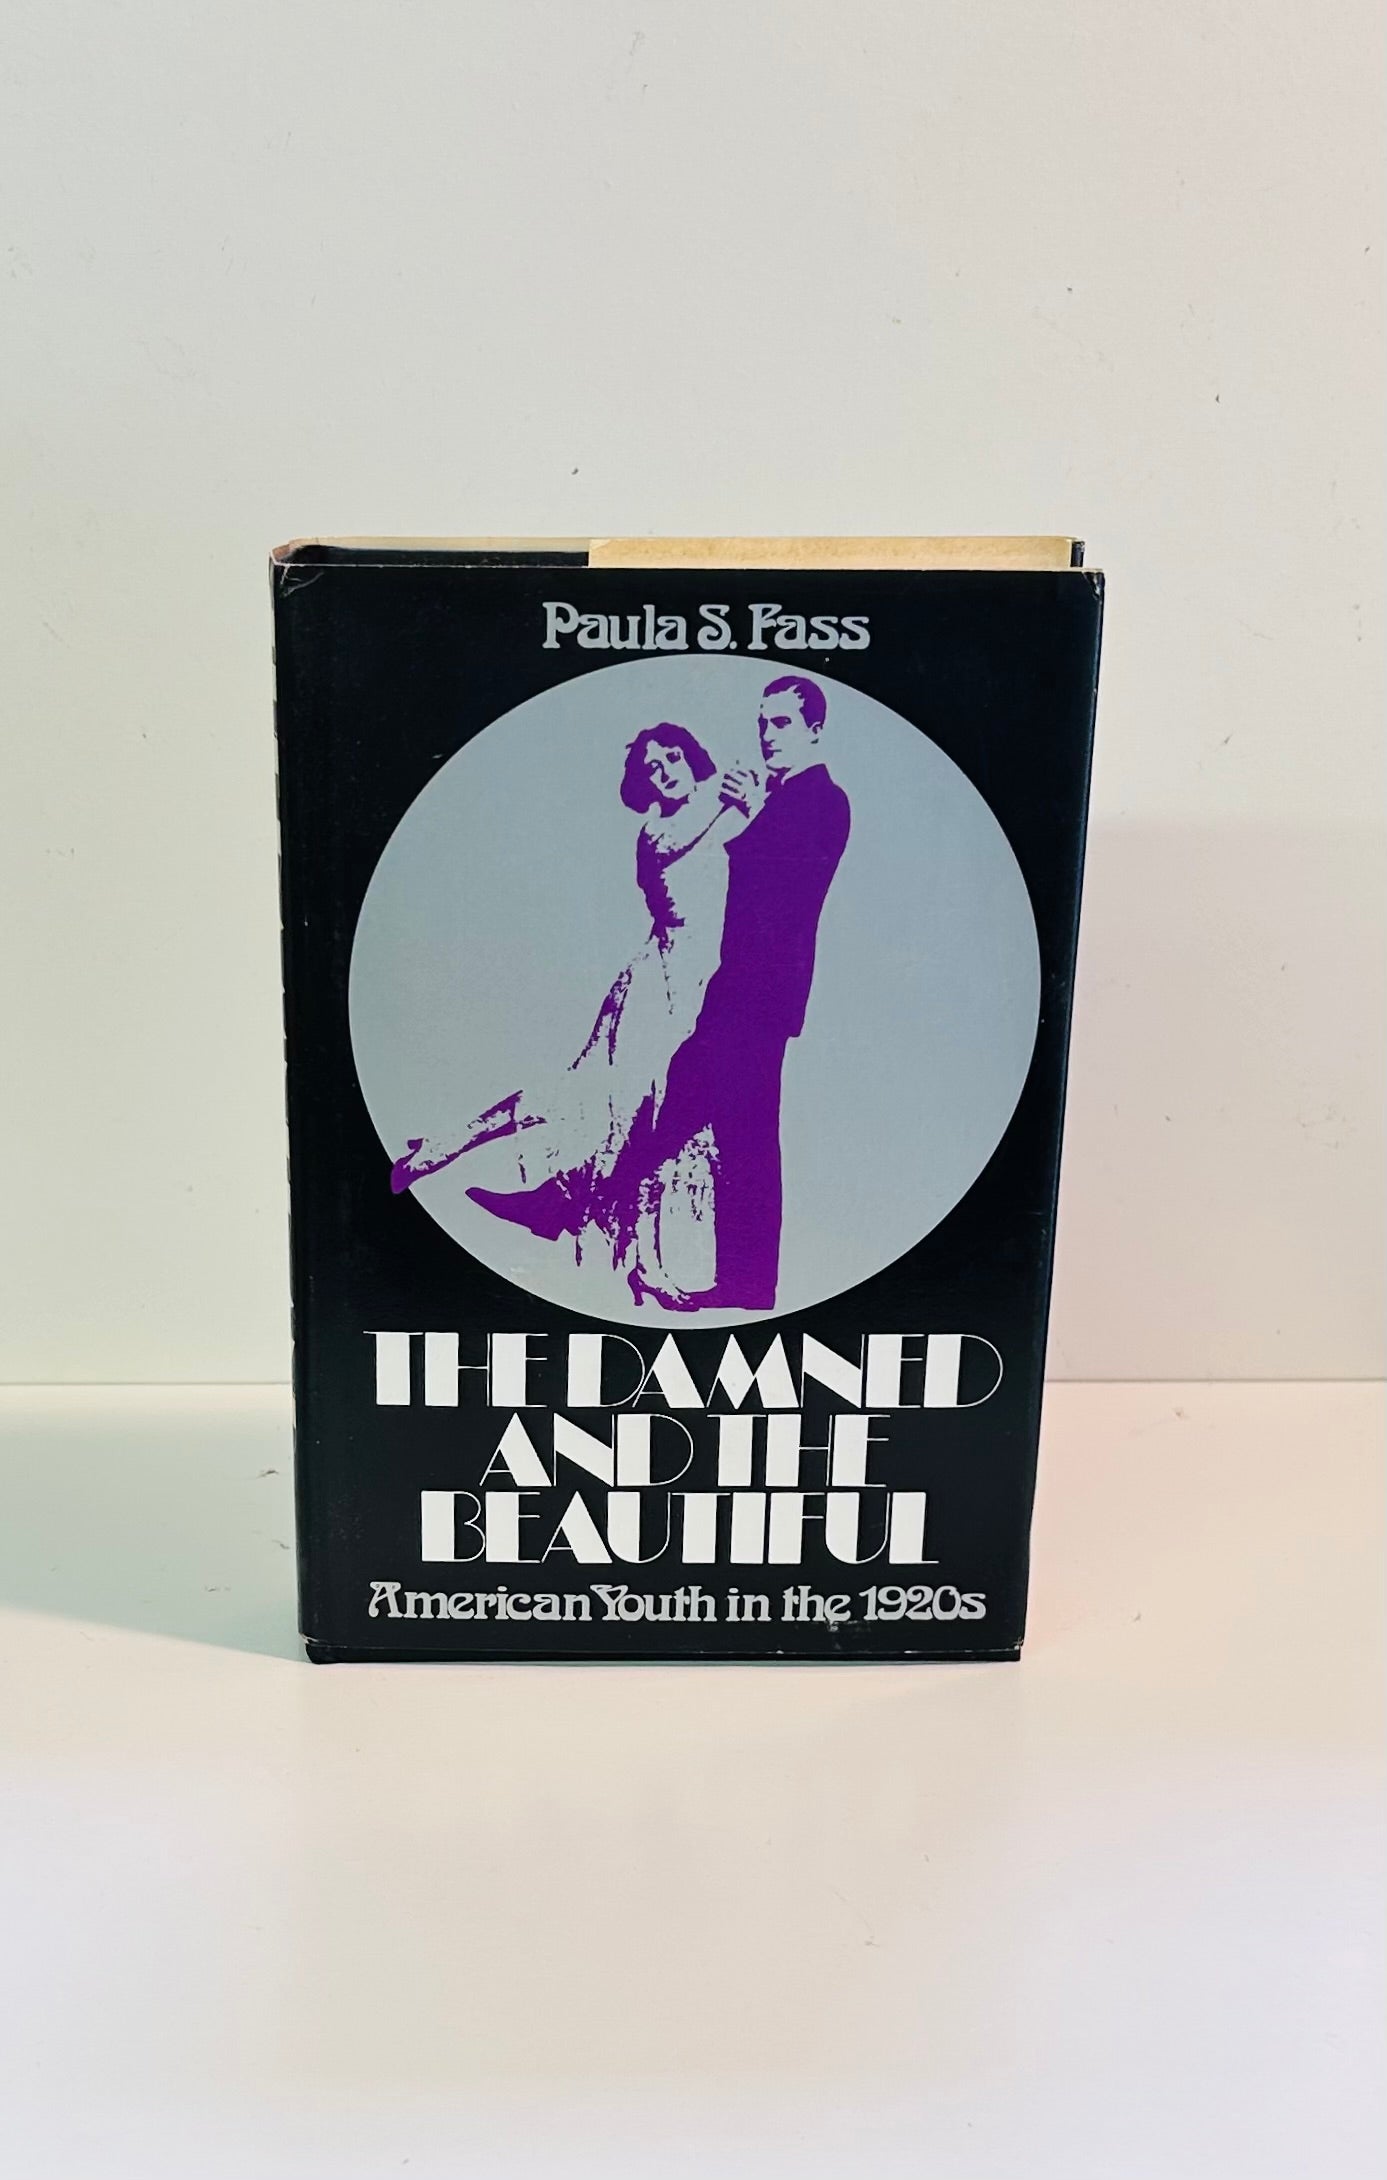 Paula S. Fass
THE DAMNED
AND THE
BEAUTIFUL
American Youth in the 1920s